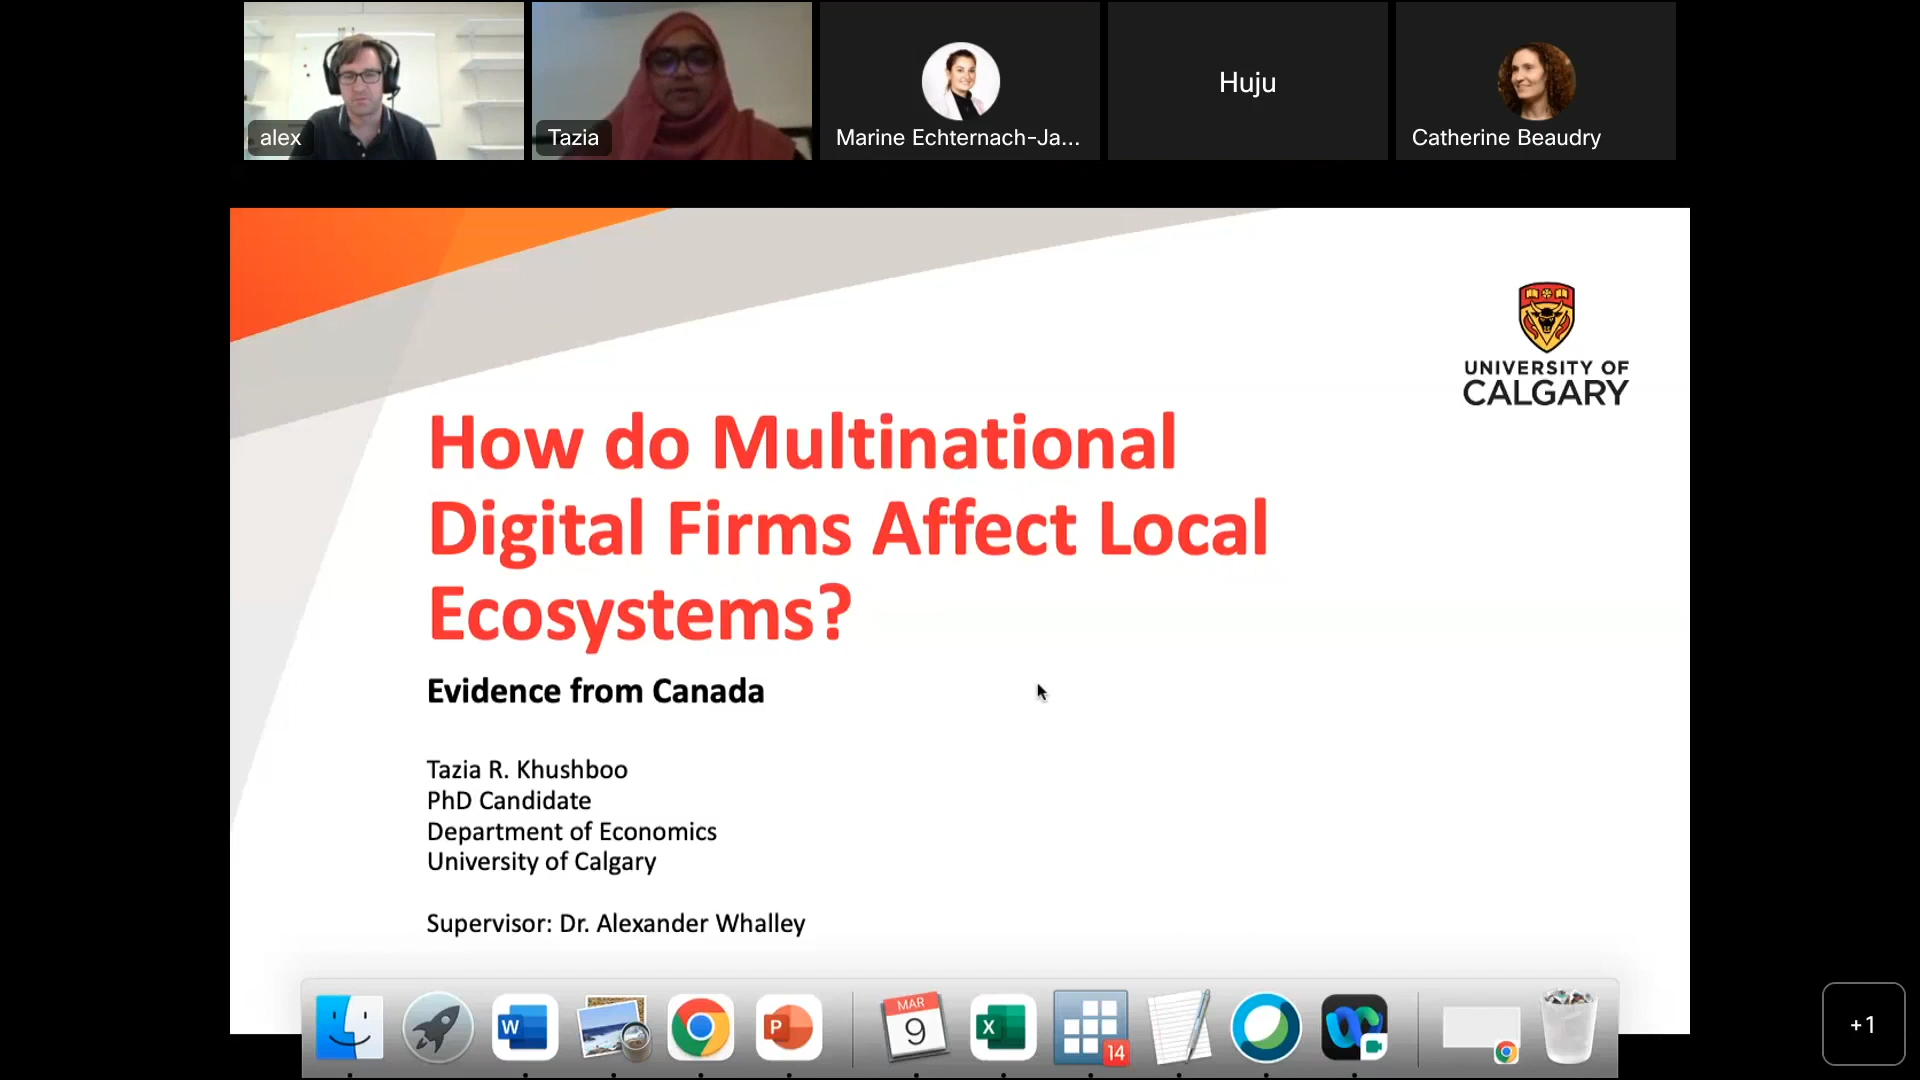 alex
Tazia
Marine Echternach-Ja...
Huju
Catherine Beaudry
UNIVERSITY OF
CALGARY
How do Multinational
Digital Firms Affect Local
Ecosystems?
Evidence from Canada
Tazia R. Khushboo
PhD Candidate
Department of Economics
University of Calgary
Supervisor: Dr. Alexander Whalley
W
P
MAR
9
X
14
+1